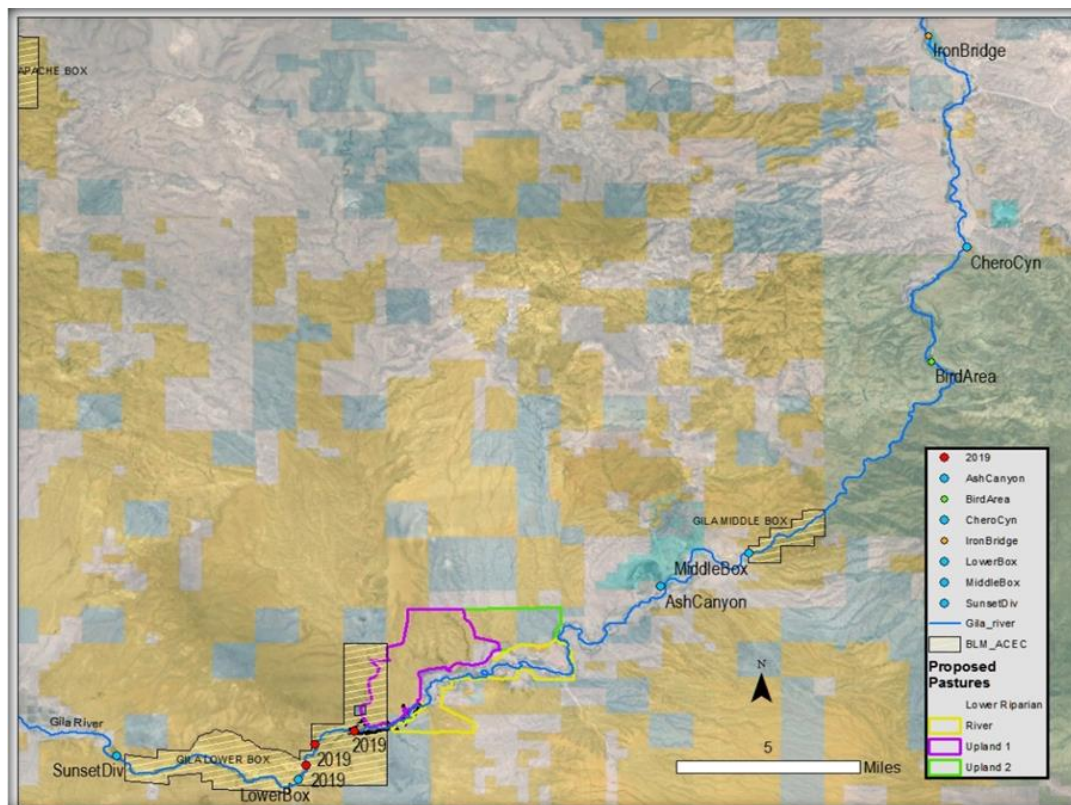 IronBridge
APACHE BOX
CheroCyn
BirdArea
GILA MIDDLE BOX
MiddleBox
AshCanyon
Gila River
2019
2019
GILA LOWER BOX
SunsetDiv
2019
LowerBox
N
5
Miles
2019
AshCanyon
BirdArea
CheroCyn
IronBridge
LowerBox
MiddleBox
SunsetDiv
Gila_river
BLM_ACEC
Proposed
Pastures
Lower Riparian
River
Upland 1
Upland 2